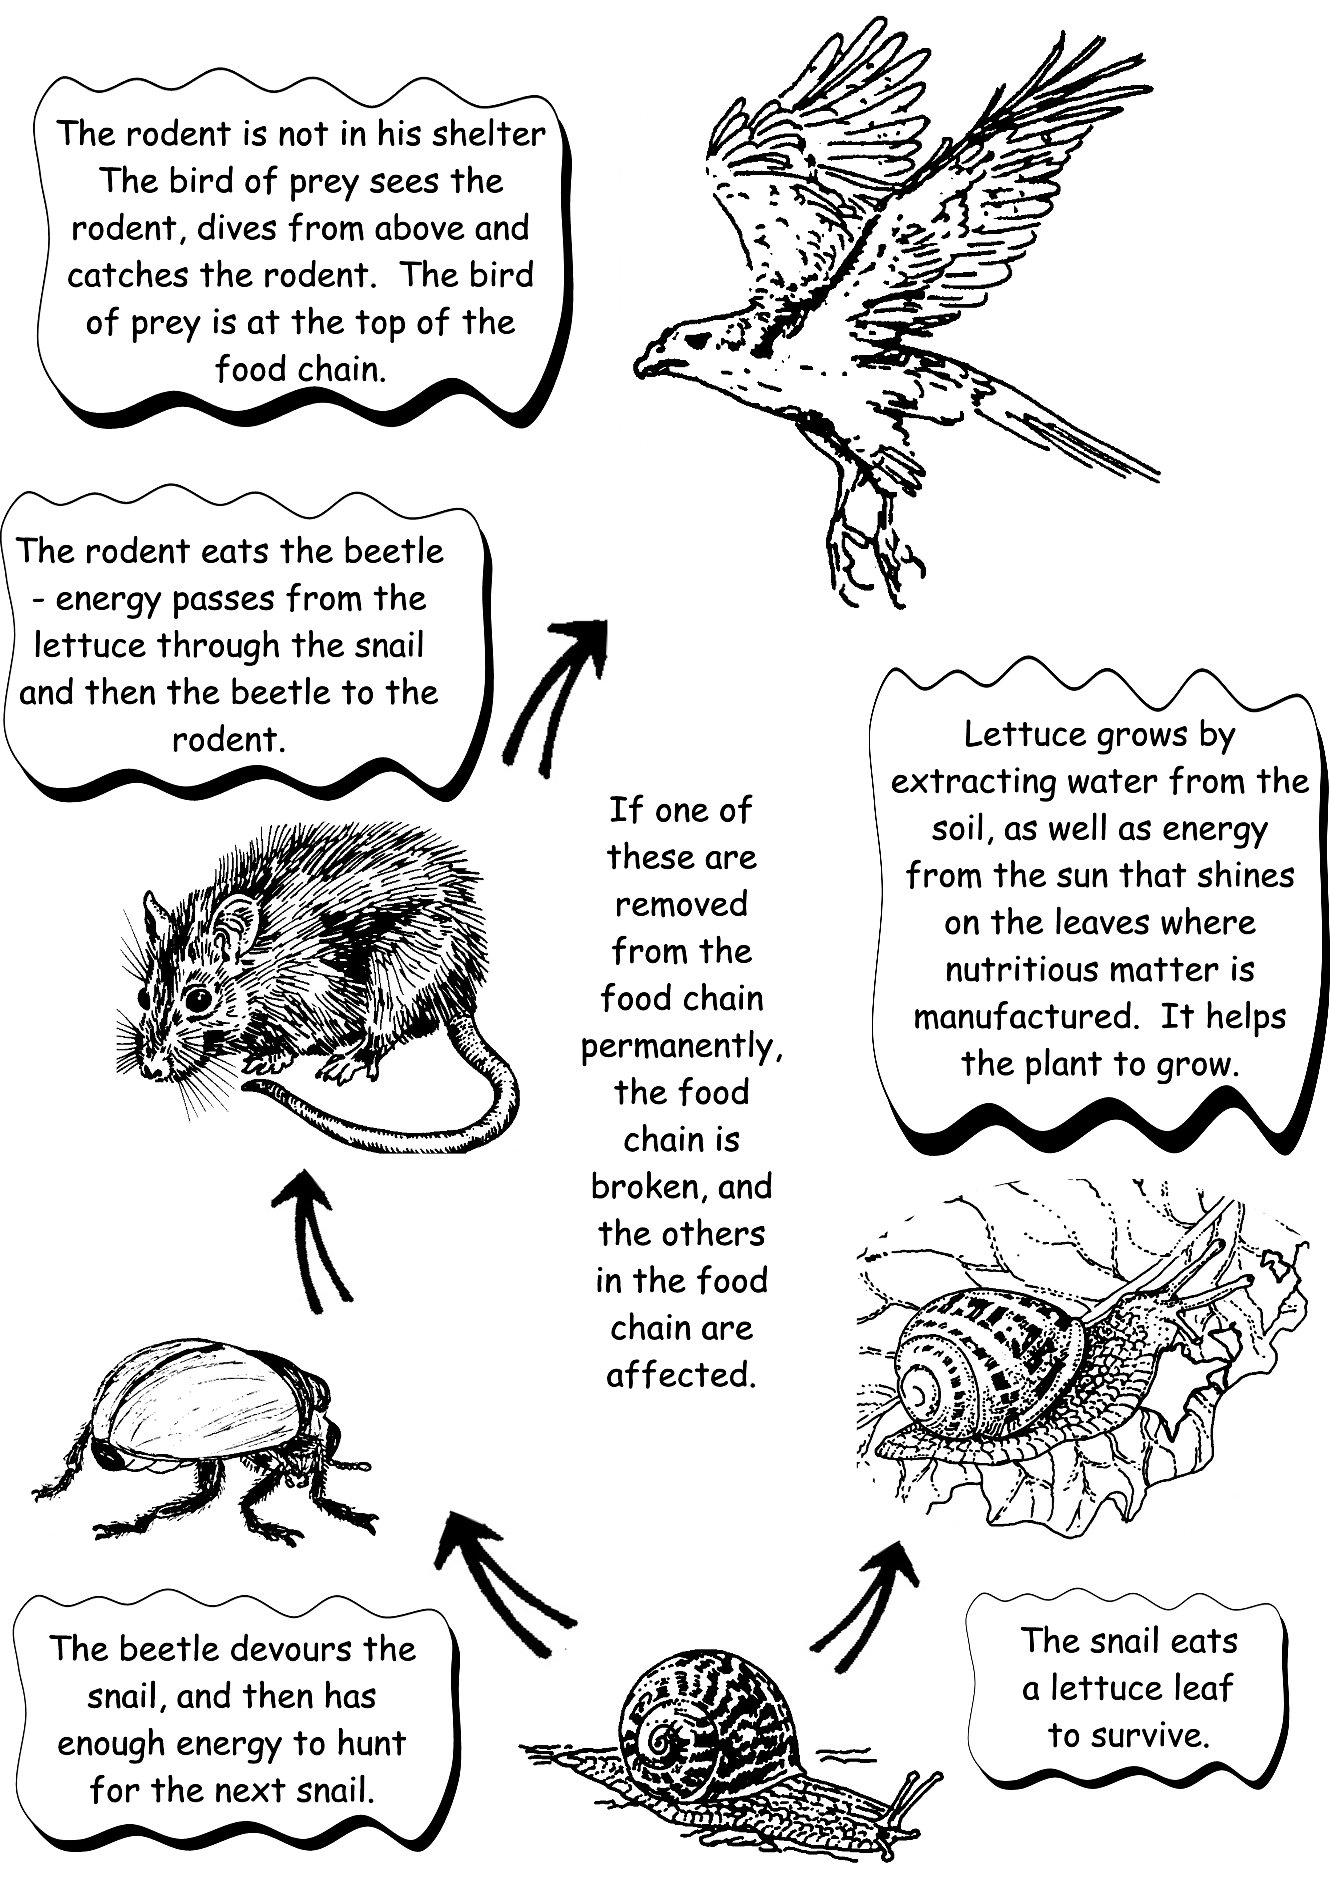 The rodent is not in his shelter
The bird of prey sees the
rodent, dives from above and
catches the rodent.  The bird
of prey is at the top of the
food chain.
The rodent eats the beetle
- energy passes from the
lettuce through the snail
and then the beetle to the
rodent.
If one of
these are
removed
from the
food chain
permanently,
the food
chain is
broken, and
the others
in the food
chain are
affected.
Lettuce grows by
extracting water from the
soil, as well as energy
from the sun that shines
on the leaves where
nutritious matter is
manufactured.  It helps
the plant to grow.
The beetle devours the
snail, and then has
enough energy to hunt
for the next snail.
The snail eats
a lettuce leaf
to survive.